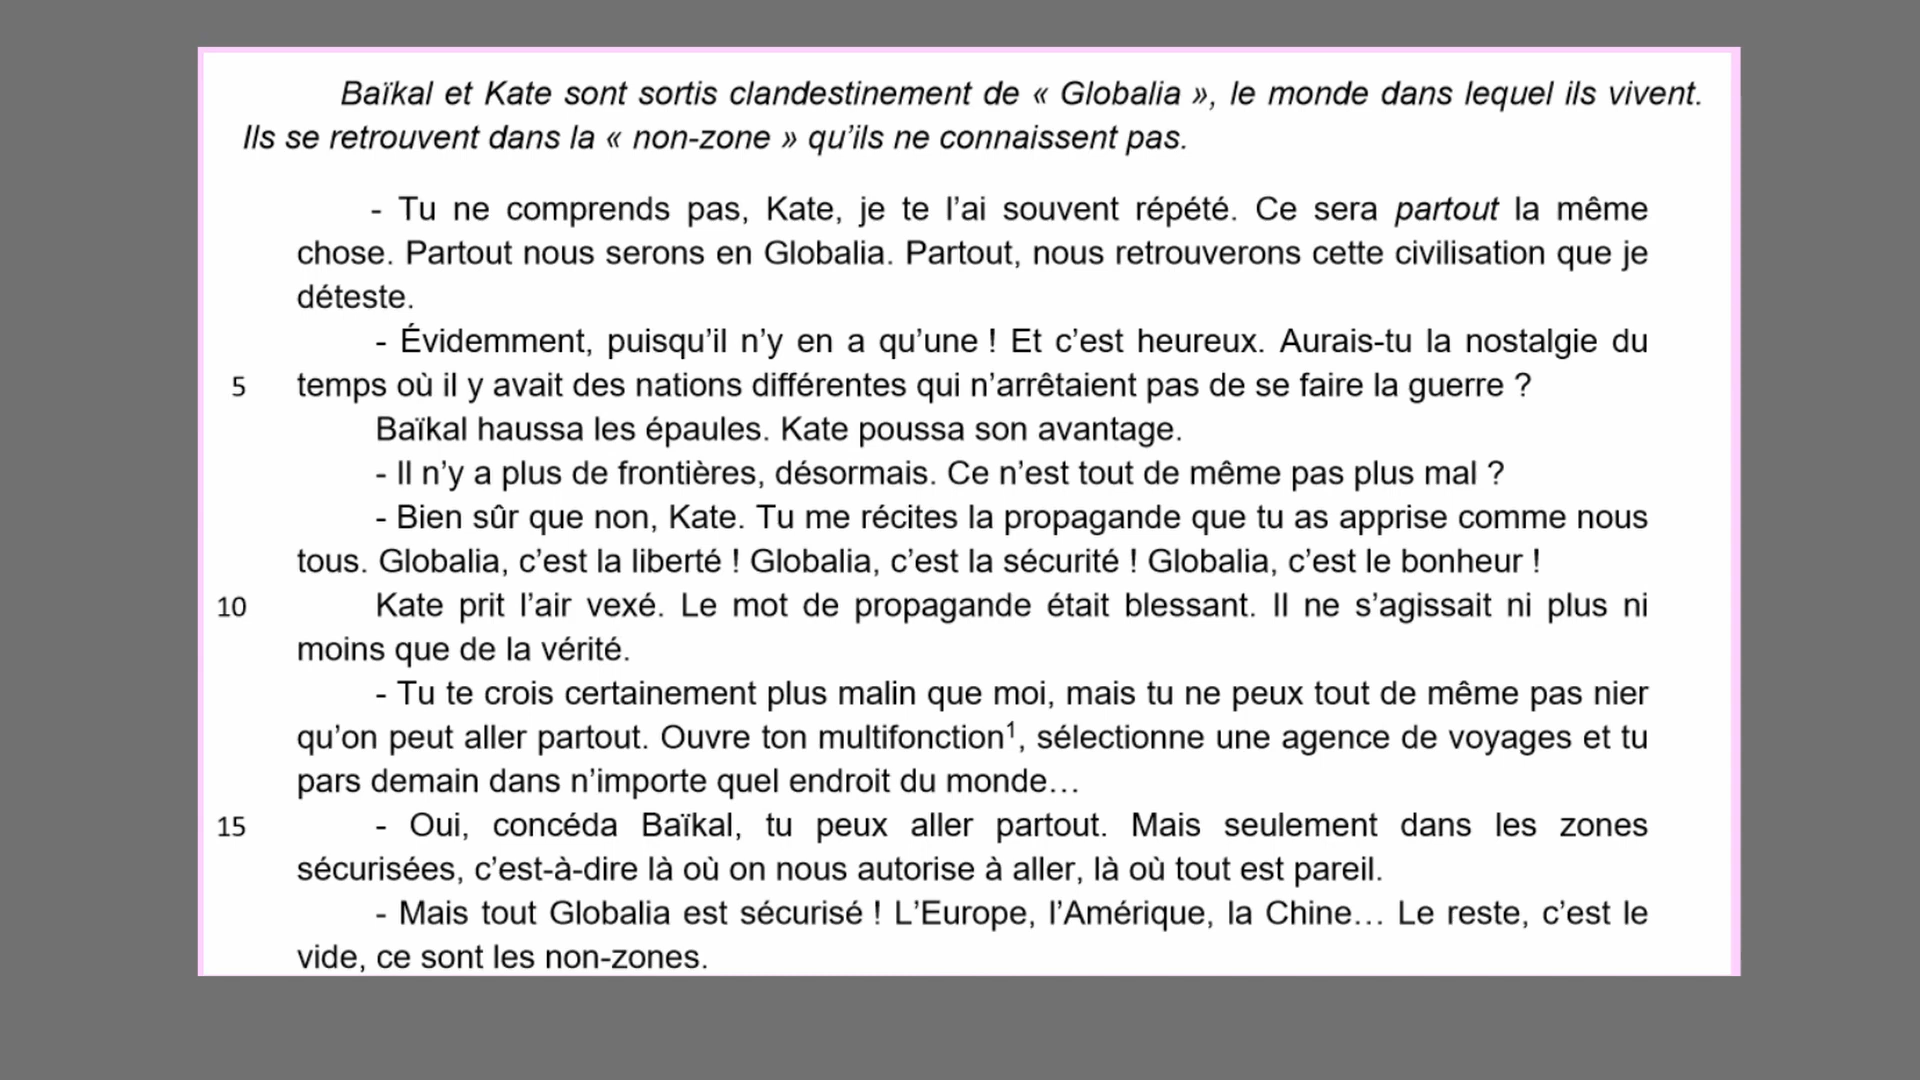 Baïkal et Kate sont sortis clandestinement de « Globalia », le monde dans lequel ils vivent.
Ils se retrouvent dans la « non-zone » qu’ils ne connaissent pas.
- Tu ne comprends pas, Kate, je te l’ai souvent répété. Ce sera partout la même
chose. Partout nous serons en Globalia. Partout, nous retrouverons cette civilisation que je
déteste.
- Évidemment, puisqu’il n’y en a qu’une ! Et c’est heureux. Aurais-tu la nostalgie du
5 temps où il y avait des nations différentes qui n’arrêtaient pas de se faire la guerre ?
Baïkal haussa les épaules. Kate poussa son avantage.
- Il n’y a plus de frontières, désormais. Ce n’est tout de même pas plus mal ?
- Bien sûr que non, Kate. Tu me récites la propagande que tu as apprise comme nous
tous. Globalia, c’est la liberté ! Globalia, c’est la sécurité ! Globalia, c’est le bonheur !
10 Kate prit l’air vexé. Le mot de propagande était blessant. Il ne s’agissait ni plus ni
moins que de la vérité.
- Tu te crois certainement plus malin que moi, mais tu ne peux tout de même pas nier
qu’on peut aller partout. Ouvre ton multifonction¹, sélectionne une agence de voyages et tu
pars demain dans n’importe quel endroit du monde…
15 - Oui, concéda Baïkal, tu peux aller partout. Mais seulement dans les zones
sécurisées, c’est-à-dire là où on nous autorise à aller, là où tout est pareil.
- Mais tout Globalia est sécurisé ! L’Europe, l’Amérique, la Chine… Le reste, c’est le
vide, ce sont les non-zones.